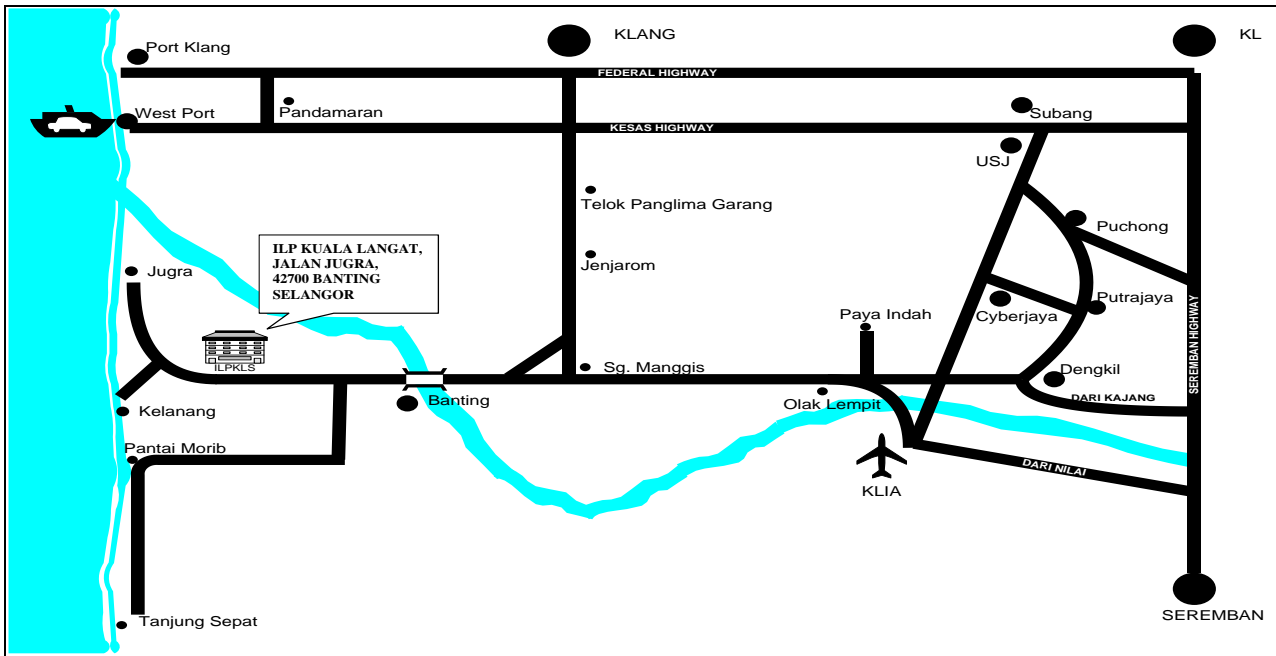 KLANG
KL
Port Klang
FEDERAL HIGHWAY
West Port
Pandamaran
Subang
KESAS HIGHWAY
USJ
Telok Panglima Garang
Puchong
ILP KUALA LANGAT,
JALAN JUGRA,
42700 BANTING
SELANGOR
Jugra
Jenjarom
Putrajaya
Paya Indah
Cyberjaya
SEREMBAN HIGHWAY
ILPKLS
Sg. Manggis
Dengkil
Kelanang
Banting
Olak Lempit
DARI KAJANG
Pantai Morib
DARI NILAI
KLIA
Tanjung Sepat
SEREMBAN